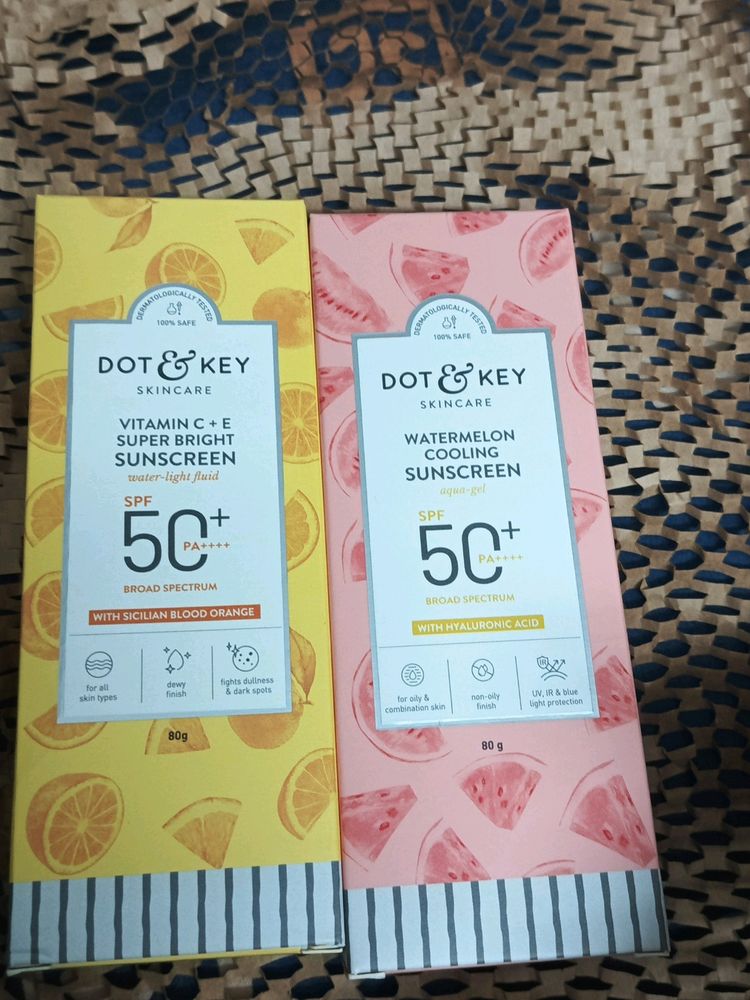 DERMATOLOGICALLY TESTED
100% SAFE
DOT & KEY
SKINCARE
VITAMIN C + E
SUPER BRIGHT
SUNSCREEN
water-light fluid
SPF
50+
PA++++
BROAD SPECTRUM
WITH SICILIAN BLOOD ORANGE
for all
skin types
dewy
finish
fights dullness
& dark spots
80g
DERMATOLOGICALLY TESTED
100% SAFE
DOT & KEY
SKINCARE
WATERMELON
COOLING
SUNSCREEN
aqua-gel
SPF
50+
PA++++
BROAD SPECTRUM
WITH HYALURONIC ACID
for oily &
combination skin
non-oily
finish
IR
UV, IR & blue
light protection
80 g